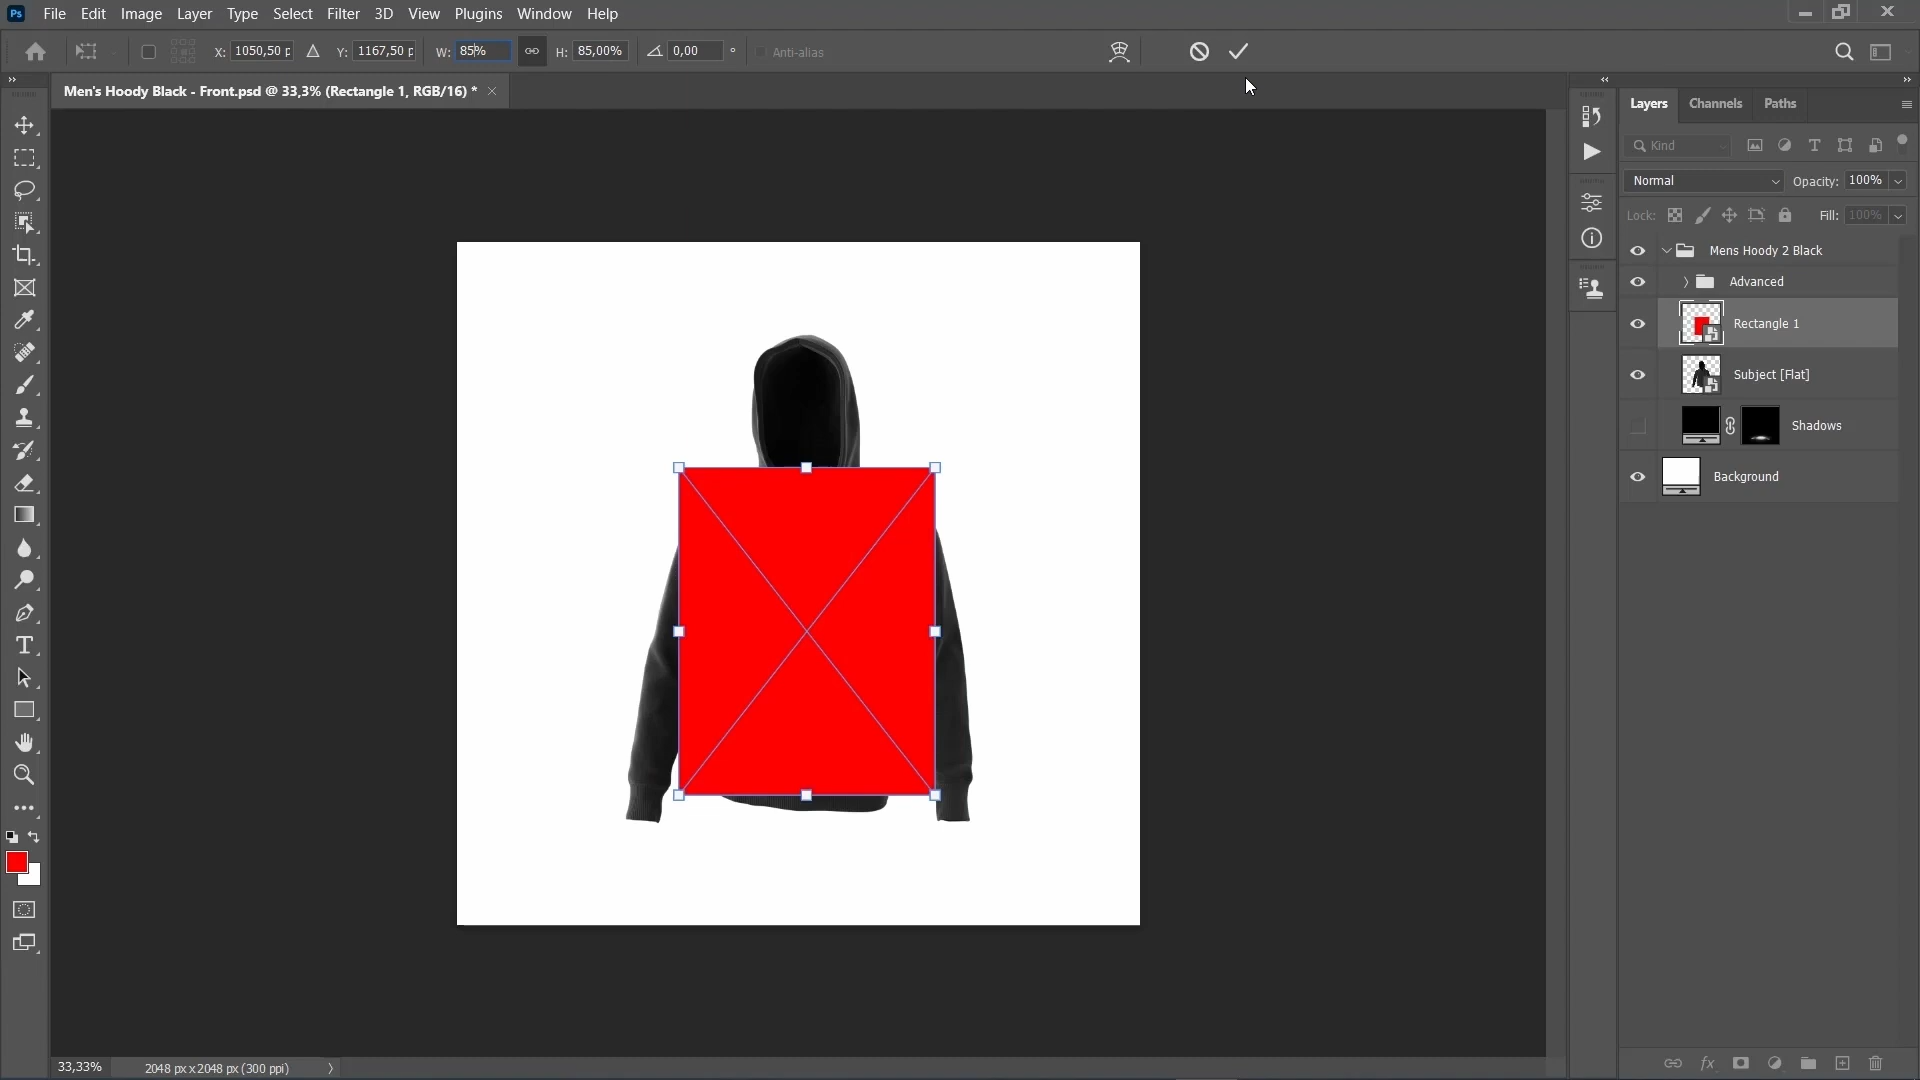 Ps File Edit Image Layer Type Select Filter 3D View Plugins Window Help
X: 1050,50 p Y: 1167,50 p W: 85% H: 85,00% 0,00 ° Anti-alias
Men's Hoody Black - Front.psd @ 33,3% (Rectangle 1, RGB/16) *
Layers Channels Paths
Kind
Normal Opacity: 100%
Lock: Fill: 100%
Mens Hoody 2 Black
Advanced
Rectangle 1
Subject [Flat]
Shadows
Background
33,33% 2048 px x 2048 px (300 ppi)